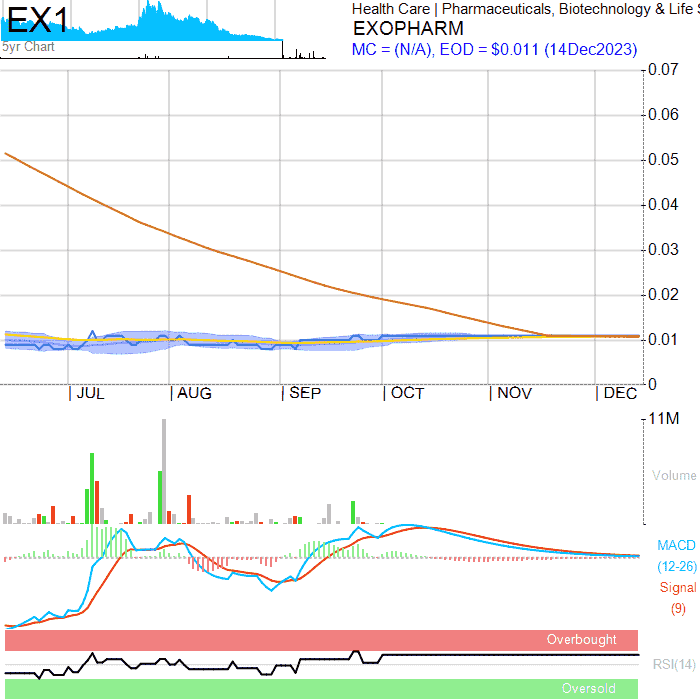 EX1
5yr Chart
Health Care | Pharmaceuticals, Biotechnology & Life S
EXOPHARM
MC = (N/A), EOD = $0.011 (14Dec2023)
0.07
0.06
0.05
0.04
0.03
0.02
0.01
0
JUL AUG SEP OCT NOV DEC
11M
Volume
MACD
(12-26)
Signal
(9)
Overbought
RSI(14)
Oversold